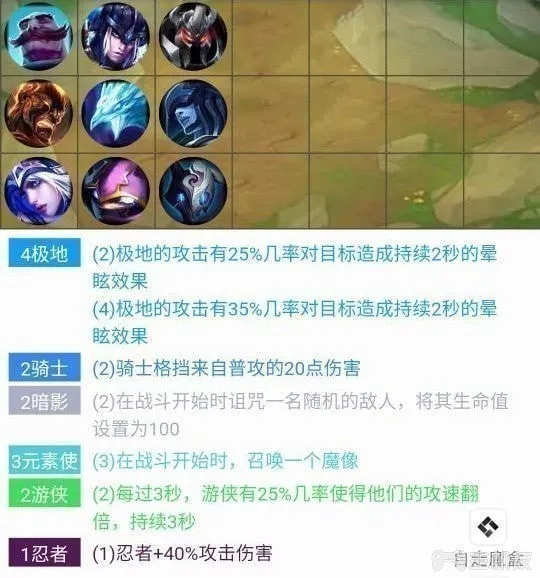 4极地
(2)极地的攻击有25%几率对目标造成持续2秒的晕
眩效果
(4)极地的攻击有35%几率对目标造成持续2秒的晕
眩效果
2骑士
(2)骑士格挡来自普攻的20点伤害
2暗影
(2)在战斗开始时诅咒一名随机的敌人，将其生命值
设置为100
3元素使
(3)在战斗开始时，召唤一个魔像
2游侠
(2)每过3秒，游侠有25%几率使得他们的攻速翻
倍，持续3秒
1忍者
(1)忍者+40%攻击伤害
自走魔盒